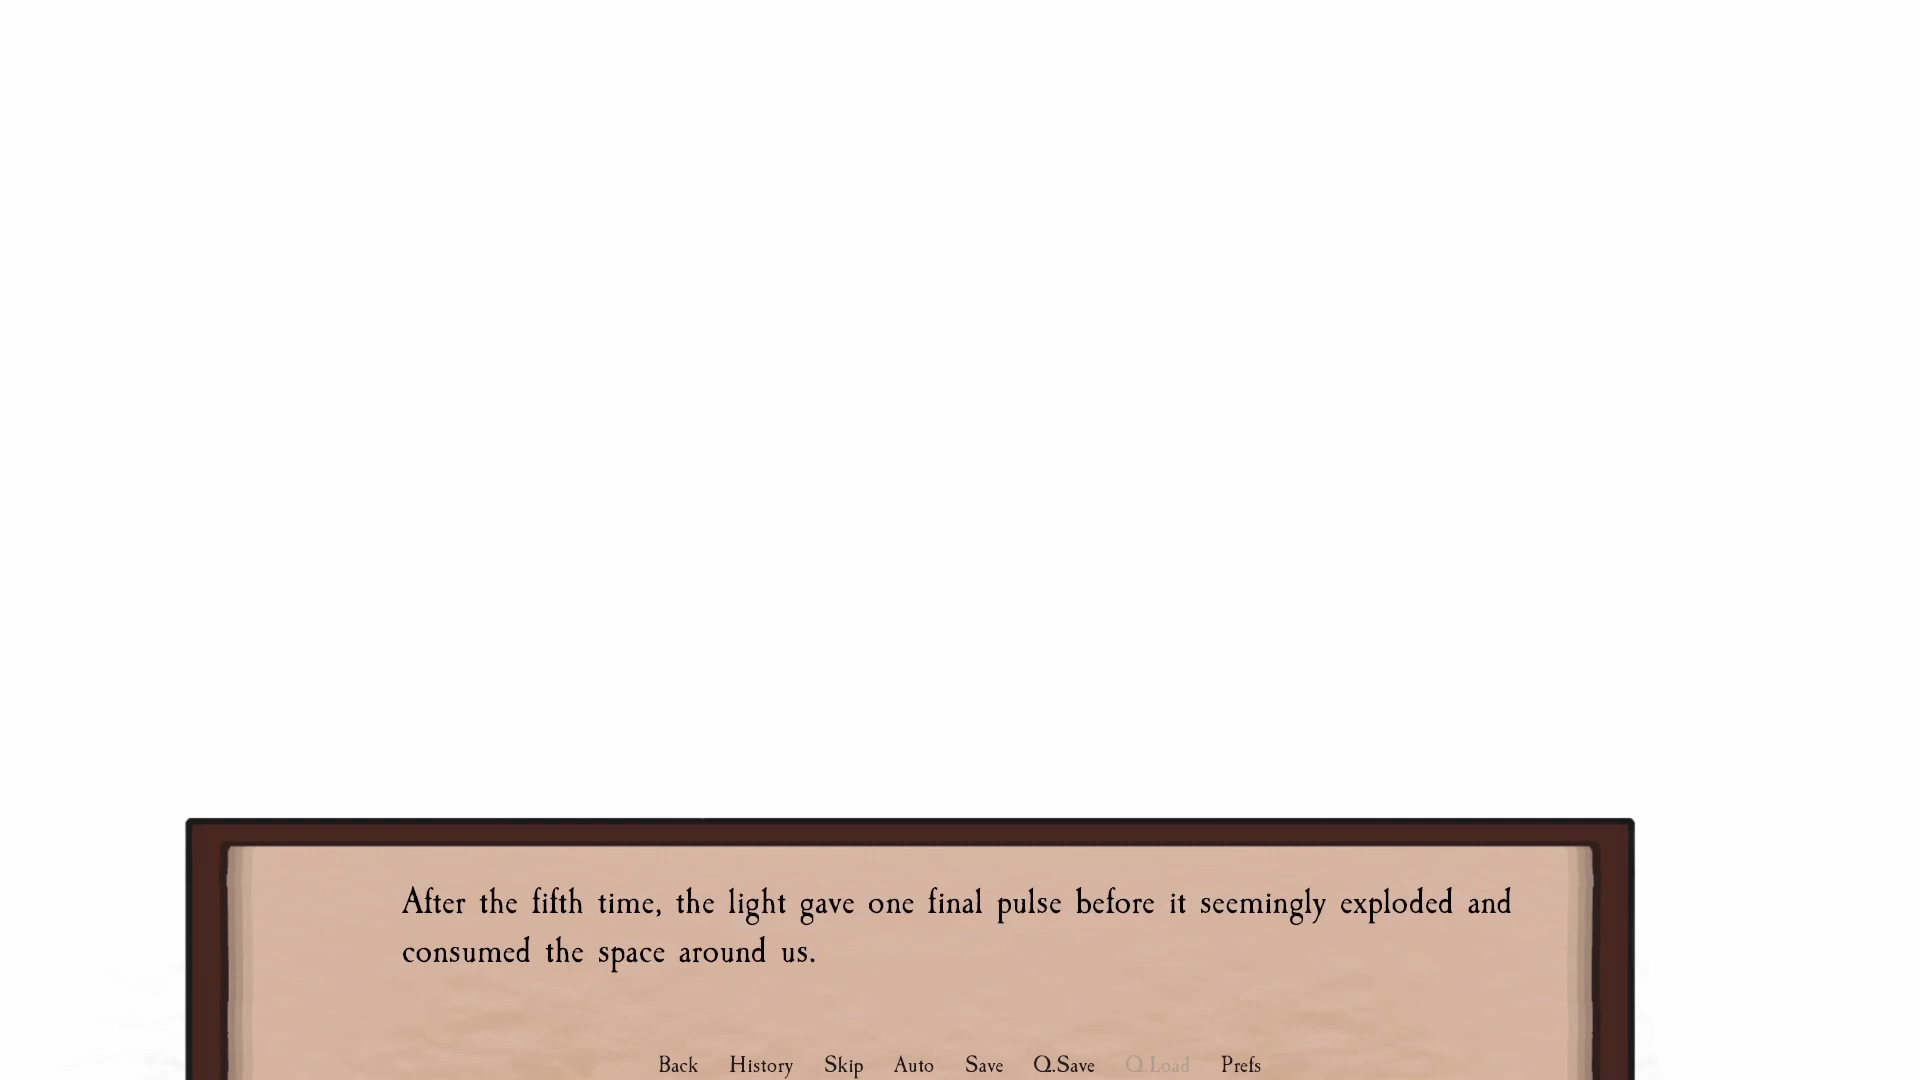 After the fifth time, the light gave one final pulse before it seemingly exploded and
consumed the space around us.
Back History Skip Auto Save Q.Save Q.Load Prefs